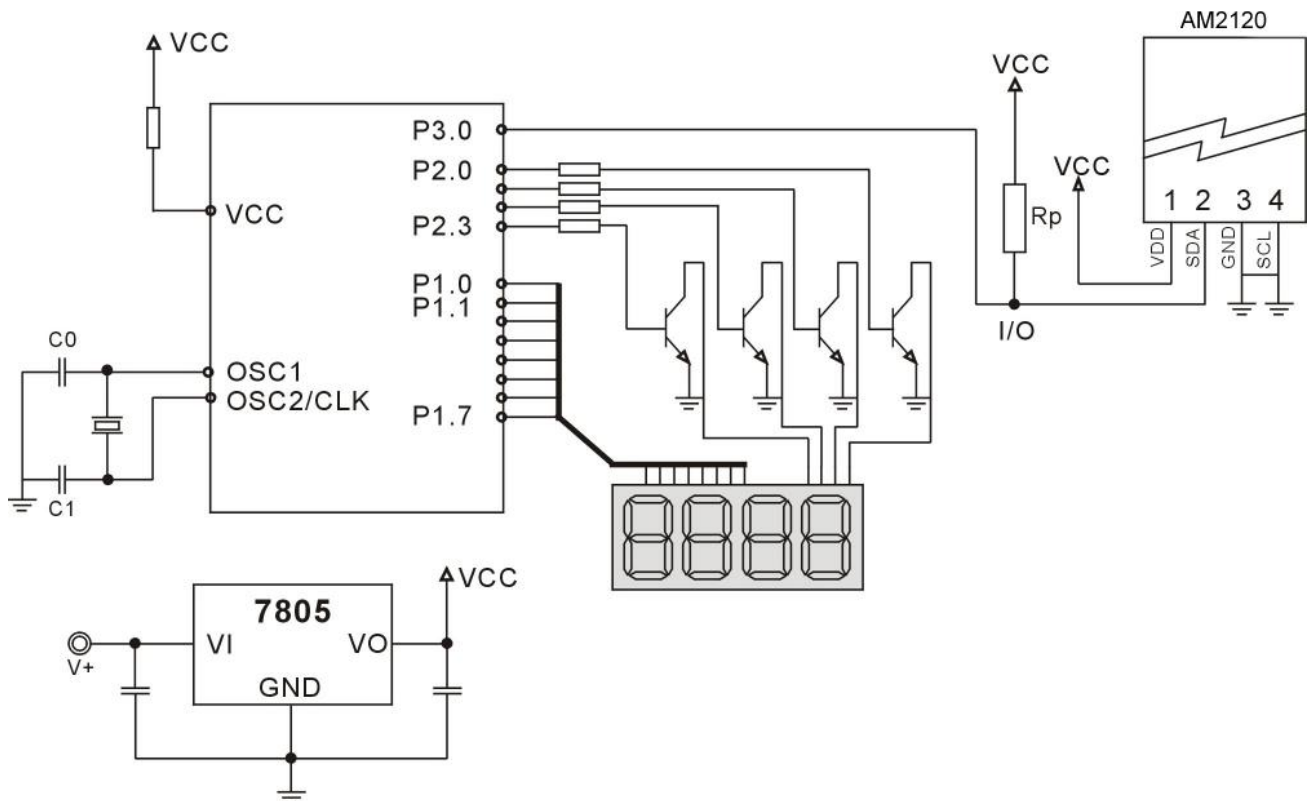 AM2120
VCC
VCC
VCC
P3.0
P2.0
P2.3
VCC
Rp
1 2 3 4
VDD
SDA
GND
SCL
P1.0
P1.1
I/O
C0
OSC1
OSC2/CLK
P1.7
C1
VCC
7805
VI
VO
V+
GND